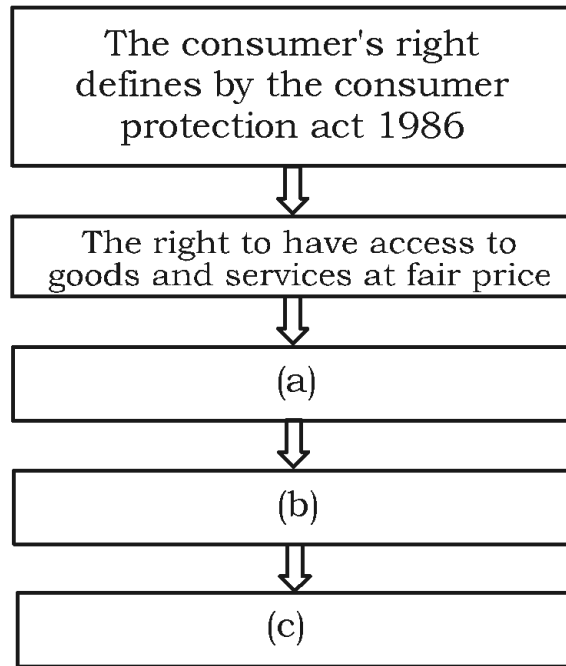 The consumer's right
defines by the consumer
protection act 1986
The right to have access to
goods and services at fair price
(a)
(b)
(c)